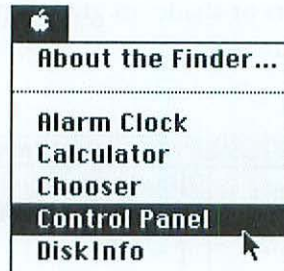 About the Finder...
Alarm Clock
Calculator
Chooser
Control Panel
DiskInfo